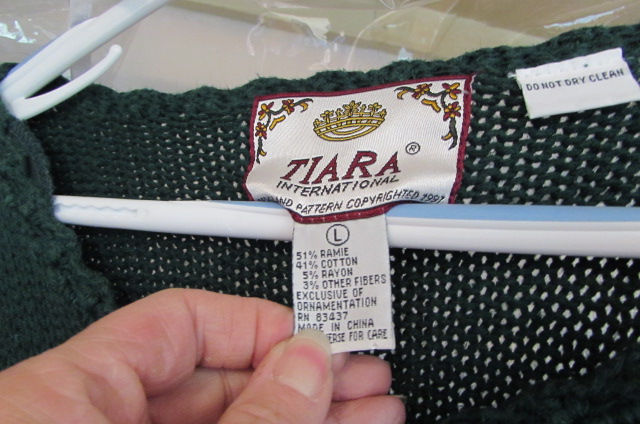 TIARA®
INTERNATIONAL
AND PATTERN COPYRIGHTED 1991
DO NOT DRY CLEAN
L
51% RAMIE
41% COTTON
5% RAYON
3% OTHER FIBERS
EXCLUSIVE OF
ORNAMENTATION
RN 83437
MADE IN CHINA
FOR CARE